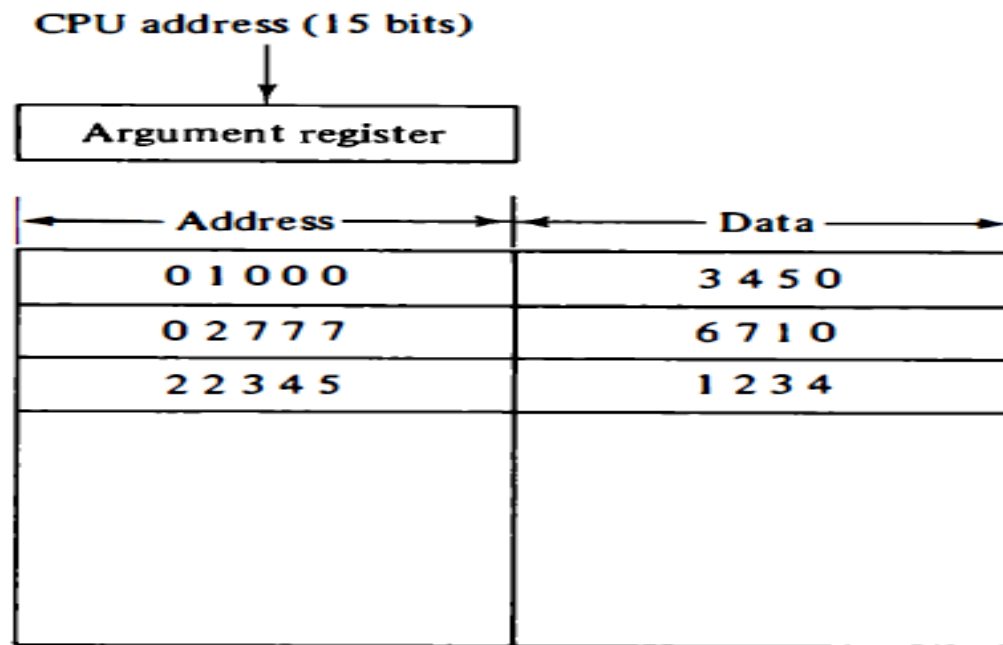 CPU address (15 bits)
Argument register
Address Data
0 1 0 0 0 3 4 5 0
0 2 7 7 7 6 7 1 0
2 2 3 4 5 1 2 3 4